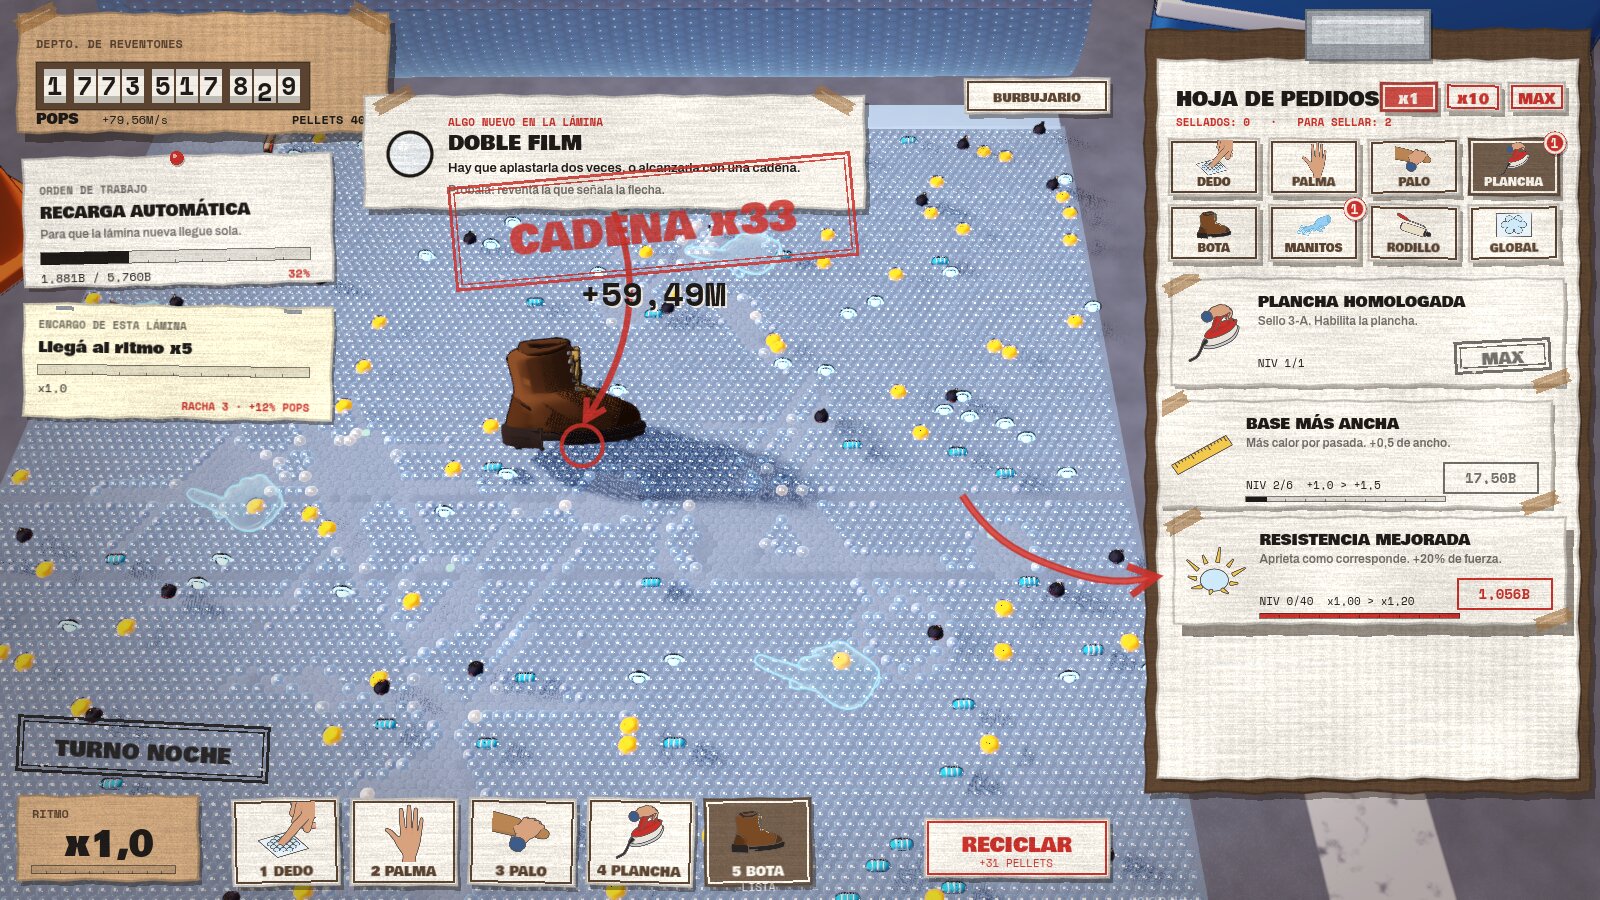 DEPTO. DE REVENTONES
1 773 517 829
POPS +79,56M/s PELLETS 40
ORDEN DE TRABAJO
RECARGA AUTOMÁTICA
Para que la lámina nueva llegue sola.
1,881B / 5,760B 32%
ENCARGO DE ESTA LÁMINA
Llegá al ritmo x5
x1,0
RACHA 3 · +12% POPS
ALGO NUEVO EN LA LÁMINA
DOBLE FILM
Hay que aplastarla dos veces, o alcanzarla con una cadena.
Probala: reventá la que señala la flecha.
CADENA x33
+59,49M
BURBUJARIO
HOJA DE PEDIDOS x1 x10 MAX
SELLADOS: 0 · PARA SELLAR: 2
DEDO PALMA PALO PLANCHA 1
BOTA MANITOS 1 RODILLO GLOBAL
PLANCHA HOMOLOGADA
Sello 3-A. Habilita la plancha.
NIV 1/1 MAX
BASE MÁS ANCHA
Más calor por pasada. +0,5 de ancho.
NIV 2/6 +1,0 > +1,5 17,50B
RESISTENCIA MEJORADA
Aprieta como corresponde. +20% de fuerza.
NIV 0/40 x1,00 > x1,20 1,056B
TURNO NOCHE
RITMO
x1,0
1 DEDO 2 PALMA 3 PALO 4 PLANCHA 5 BOTA
LISTA
RECICLAR
+31 PELLETS